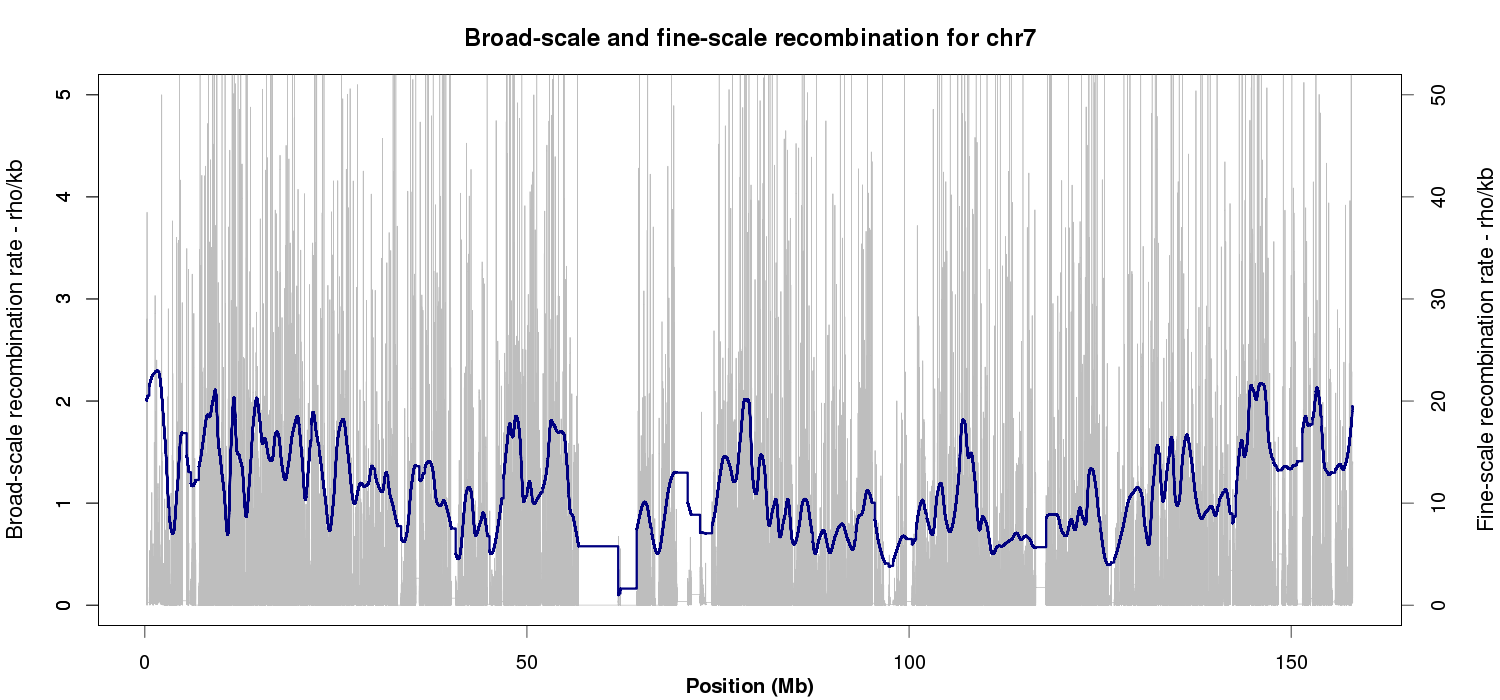 Broad-scale and fine-scale recombination for chr7
Broad-scale recombination rate - rho/kb
5
4
3
2
1
0
50
40
30
20
10
0
Fine-scale recombination rate - rho/kb
0 50 100 150
Position (Mb)